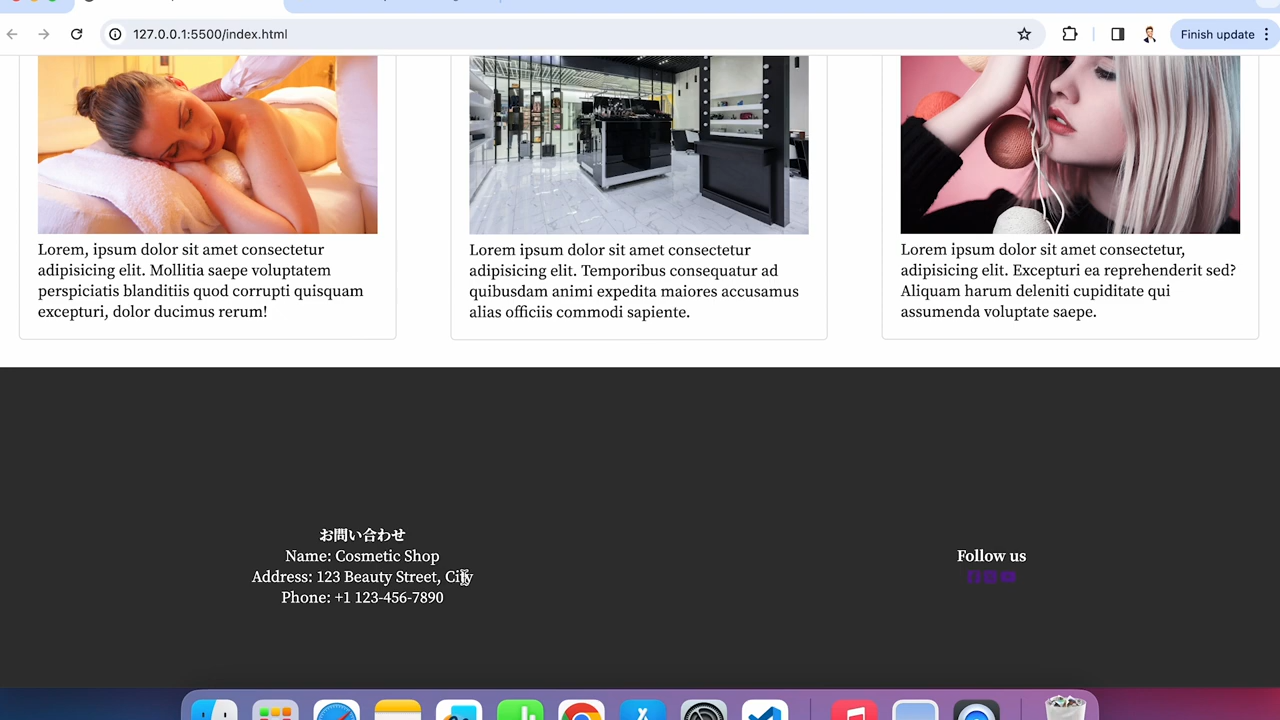 127.0.0.1:5500/index.html
Finish update
Lorem, ipsum dolor sit amet consectetur
adipisicing elit. Mollitia saepe voluptatem
perspiciatis blanditiis quod corrupti quisquam
excepturi, dolor ducimus rerum!
Lorem ipsum dolor sit amet consectetur
adipisicing elit. Temporibus consequatur ad
quibusdam animi expedita maiores accusamus
alias officiis commodi sapiente.
Lorem ipsum dolor sit amet consectetur,
adipisicing elit. Excepturi ea reprehenderit sed?
Aliquam harum deleniti cupiditate qui
assumenda voluptate saepe.
お問い合わせ
Name: Cosmetic Shop
Address: 123 Beauty Street, City
Phone: +1 123-456-7890
Follow us